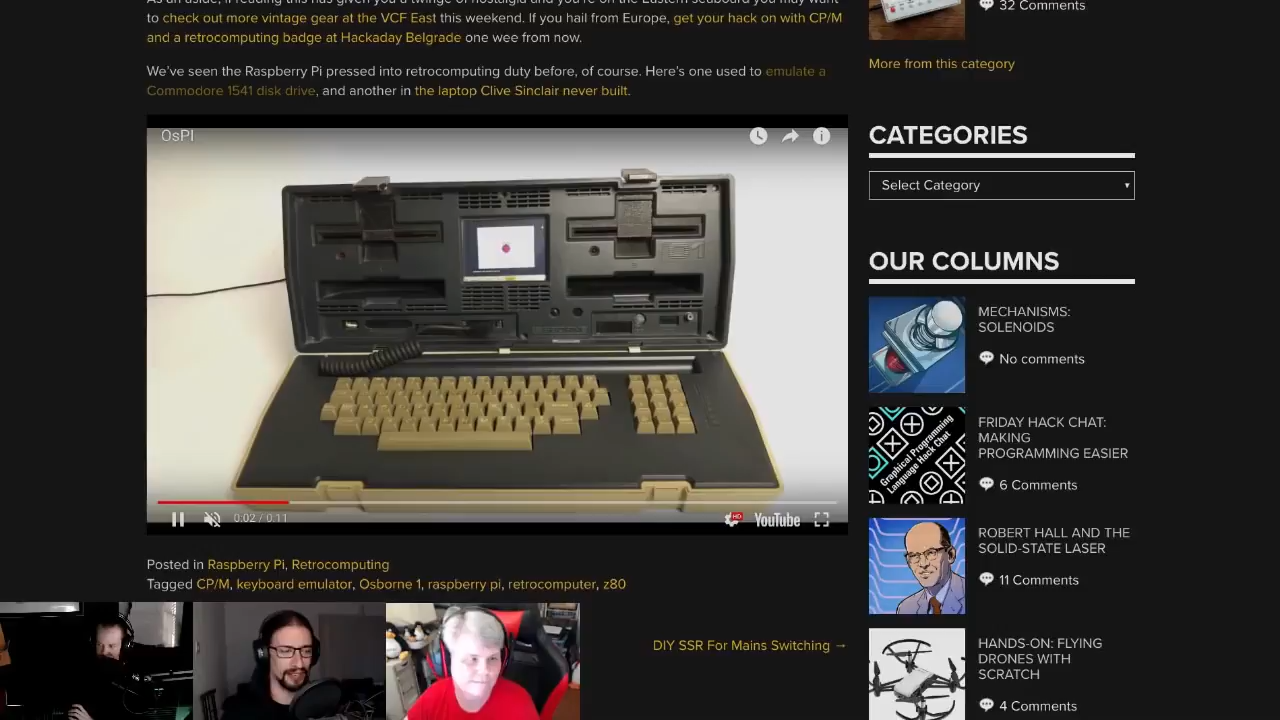 to check out more vintage gear at the VCF East this weekend. If you hail from Europe, get your hack on with CP/M
and a retrocomputing badge at Hackaday Belgrade one wee from now.
We've seen the Raspberry Pi pressed into retrocomputing duty before, of course. Here's one used to emulate a
Commodore 1541 disk drive, and another in the laptop Clive Sinclair never built.
OsPI
0:02 / 0:11
HD
YouTube
Posted in Raspberry Pi, Retrocomputing
Tagged CP/M, keyboard emulator, Osborne 1, raspberry pi, retrocomputer, z80
DIY SSR For Mains Switching →
32 Comments
More from this category
CATEGORIES
Select Category
OUR COLUMNS
MECHANISMS:
SOLENOIDS
No comments
Graphical Programming
Language Hack Chat
FRIDAY HACK CHAT:
MAKING
PROGRAMMING EASIER
6 Comments
ROBERT HALL AND THE
SOLID-STATE LASER
11 Comments
HANDS-ON: FLYING
DRONES WITH
SCRATCH
4 Comments